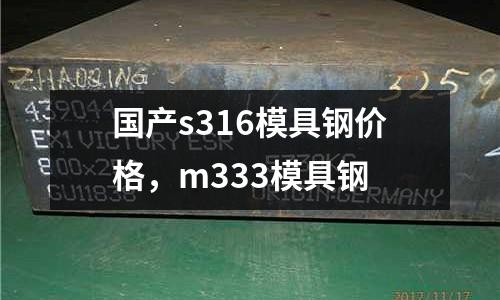 ZHAOQING
3259
439044
EX1 VICTORY ESR
国产s316模具钢价
格，m333模具钢
GU11838
ORIGIN:GERMANY
2017/11/17